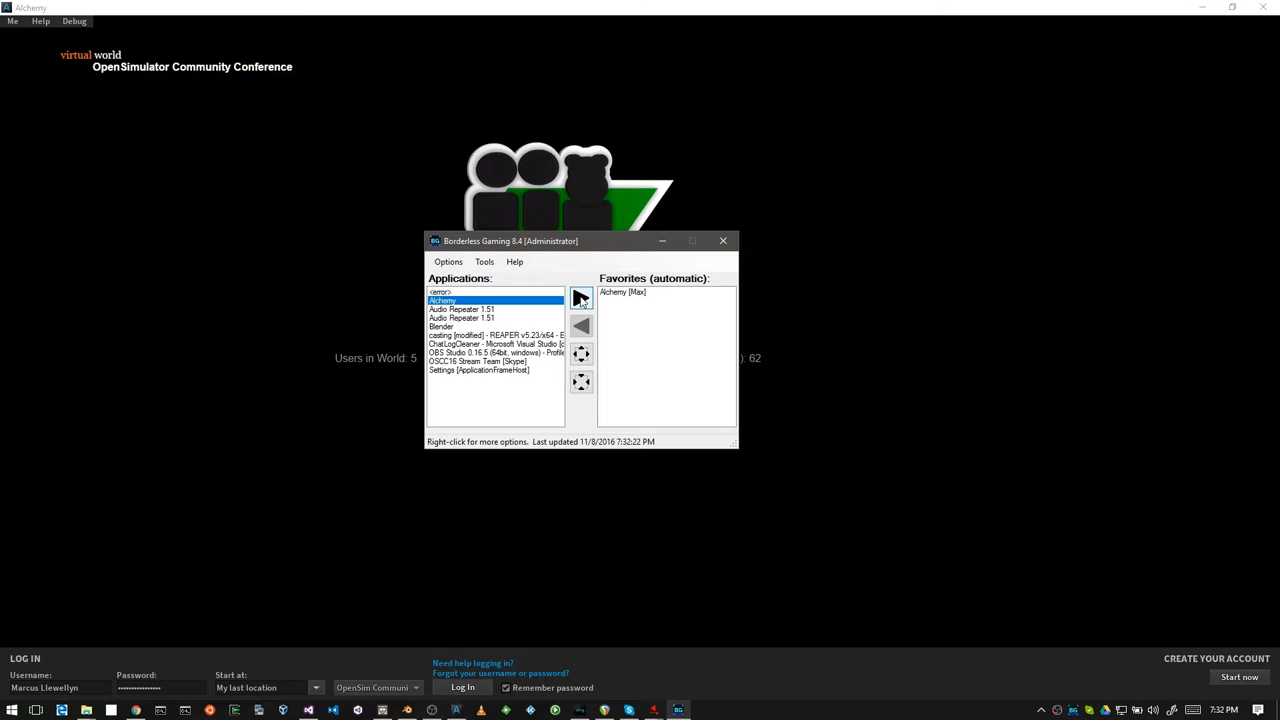 Alchemy
Me Help Debug
virtual world
OpenSimulator Community Conference
Borderless Gaming 8.4 [Administrator]
Options Tools Help
Applications: Favorites (automatic):
<error>
Alchemy [Max]
Alchemy
Audio Repeater 1.51
Audio Repeater 1.51
Blender
casting [modified] - REAPER v5.23/x64 - E
ChatLogCleaner - Microsoft Visual Studio [c
OBS Studio 0.16.5 (64bit, windows) - Profile
OSCC16 Stream Team [Skype]
Settings [ApplicationFrameHost]
Users in World: 5 ): 62
Right-click for more options. Last updated 11/8/2016 7:32:22 PM
LOG IN
Username: Password: Start at:
Marcus Llewellyn •••••••••••••••• My last location OpenSim Communi
Need help logging in?
Forgot your username or password?
Log In Remember password
CREATE YOUR ACCOUNT
Start now
7:32 PM